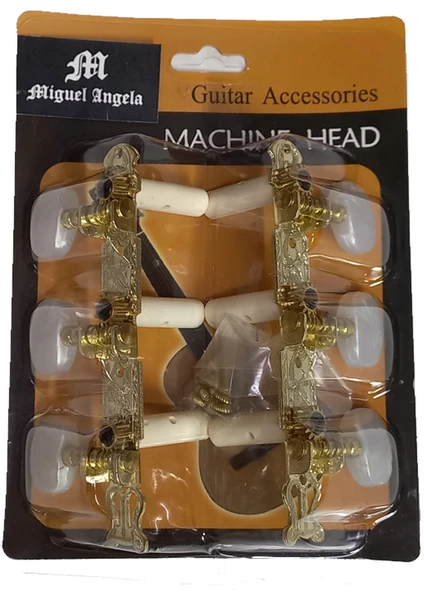 M
Miguel Angela
Guitar Accessories
MACHINE HEAD